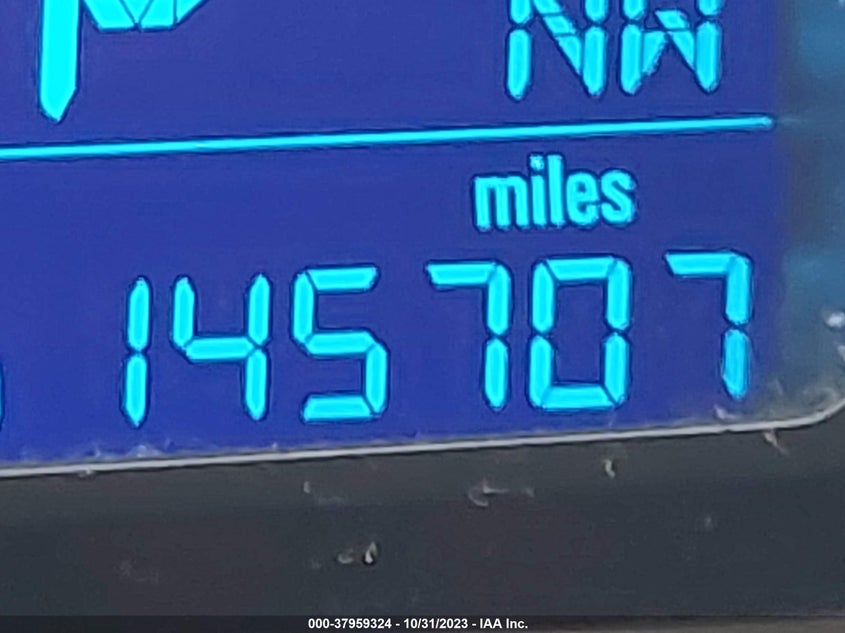 P NW
miles
145707
000-37959324 - 10/31/2023 - IAA Inc.